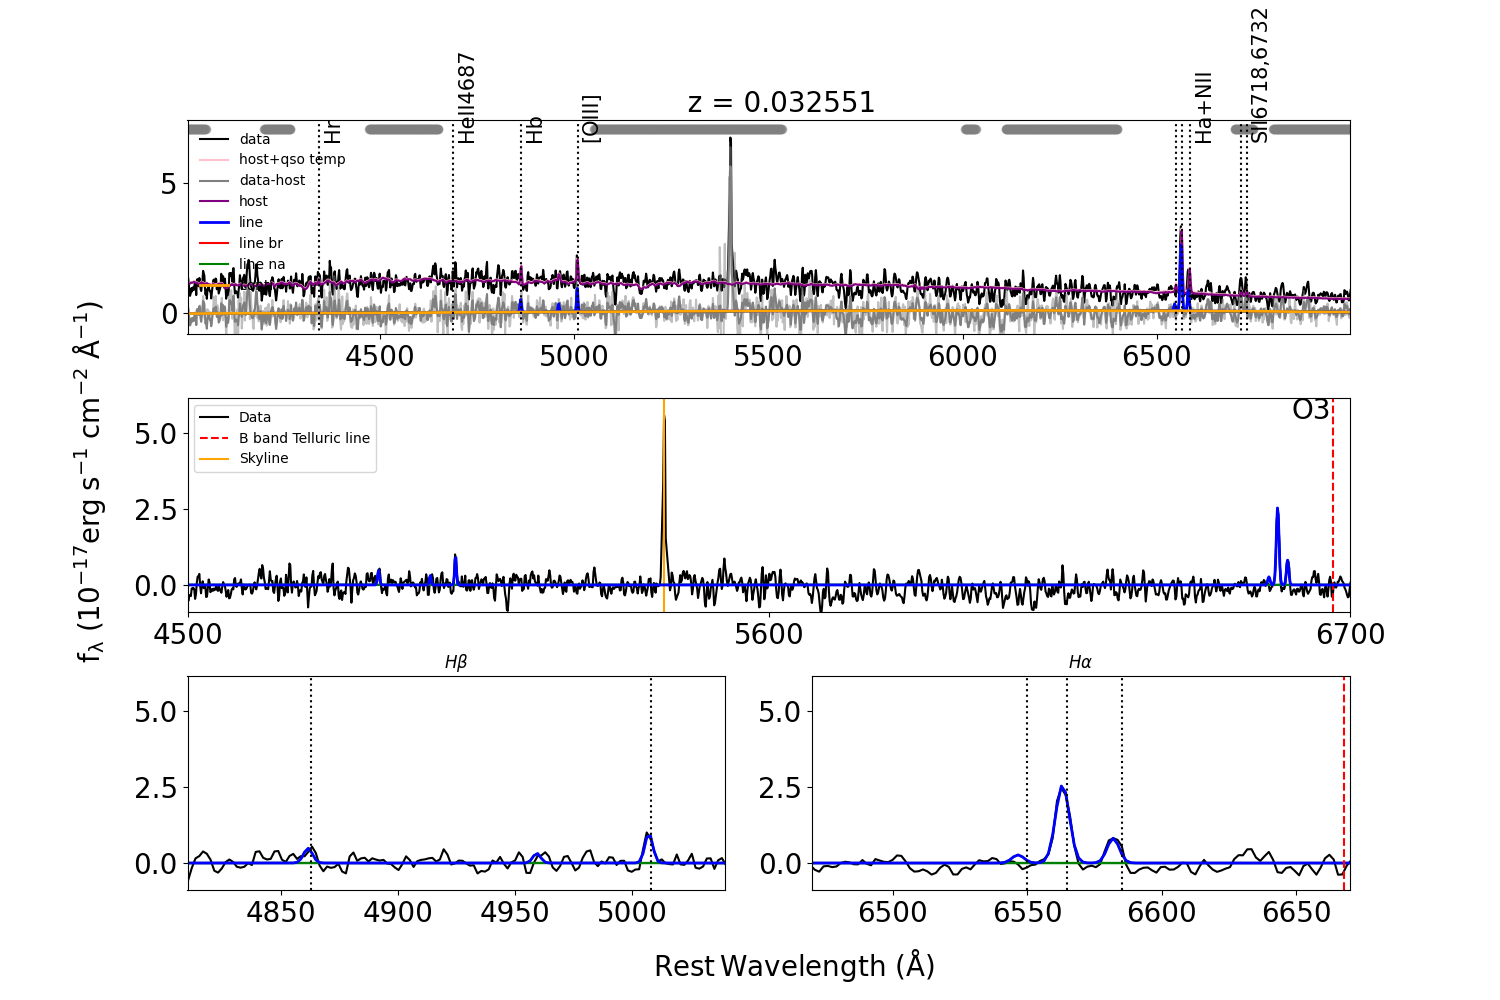 z = 0.032551
Hr
HeII4687
Hb
[OIII]
Ha+NII
SII6718,6732
data
host+qso temp
data-host
host
line
line br
line na
5
0
4500
5000
5500
6000
6500
fλ (10⁻¹⁷erg s⁻¹ cm⁻² Å⁻¹)
O3
Data
B band Telluric line
Skyline
5.0
2.5
0.0
4500
5600
6700
Hβ
5.0
2.5
0.0
4850
4900
4950
5000
Hα
5.0
2.5
0.0
6500
6550
6600
6650
Rest Wavelength (Å)